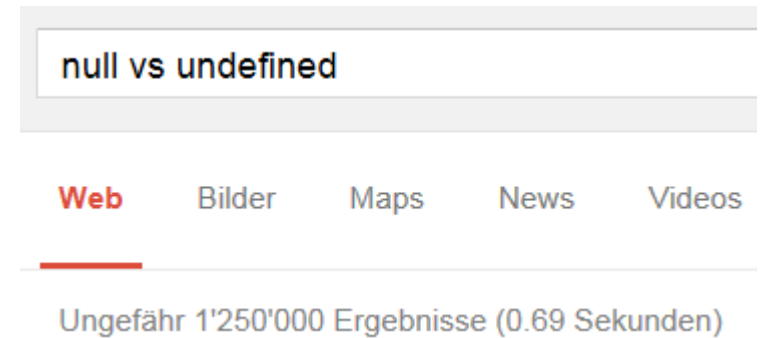 null vs undefined
Web Bilder Maps News Videos
Ungefähr 1'250'000 Ergebnisse (0.69 Sekunden)